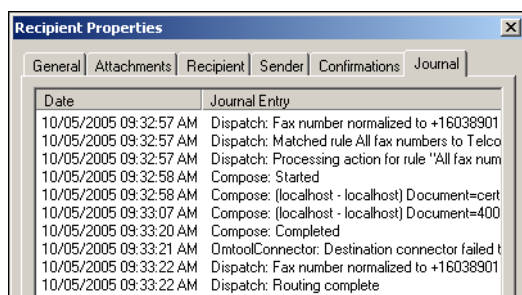 Recipient Properties
General Attachments Recipient Sender Confirmations Journal
Date Journal Entry
10/05/2005 09:32:57 AM Dispatch: Fax number normalized to +16038901
10/05/2005 09:32:57 AM Dispatch: Matched rule All fax numbers to Telco
10/05/2005 09:32:57 AM Dispatch: Processing action for rule "All fax num
10/05/2005 09:32:58 AM Compose: Started
10/05/2005 09:32:58 AM Compose: (localhost - localhost) Document=cert
10/05/2005 09:33:07 AM Compose: (localhost - localhost) Document=400
10/05/2005 09:33:20 AM Compose: Completed
10/05/2005 09:33:21 AM OmtoolConnector: Destination connector failed t
10/05/2005 09:33:22 AM Dispatch: Fax number normalized to +16038901
10/05/2005 09:33:22 AM Dispatch: Routing complete